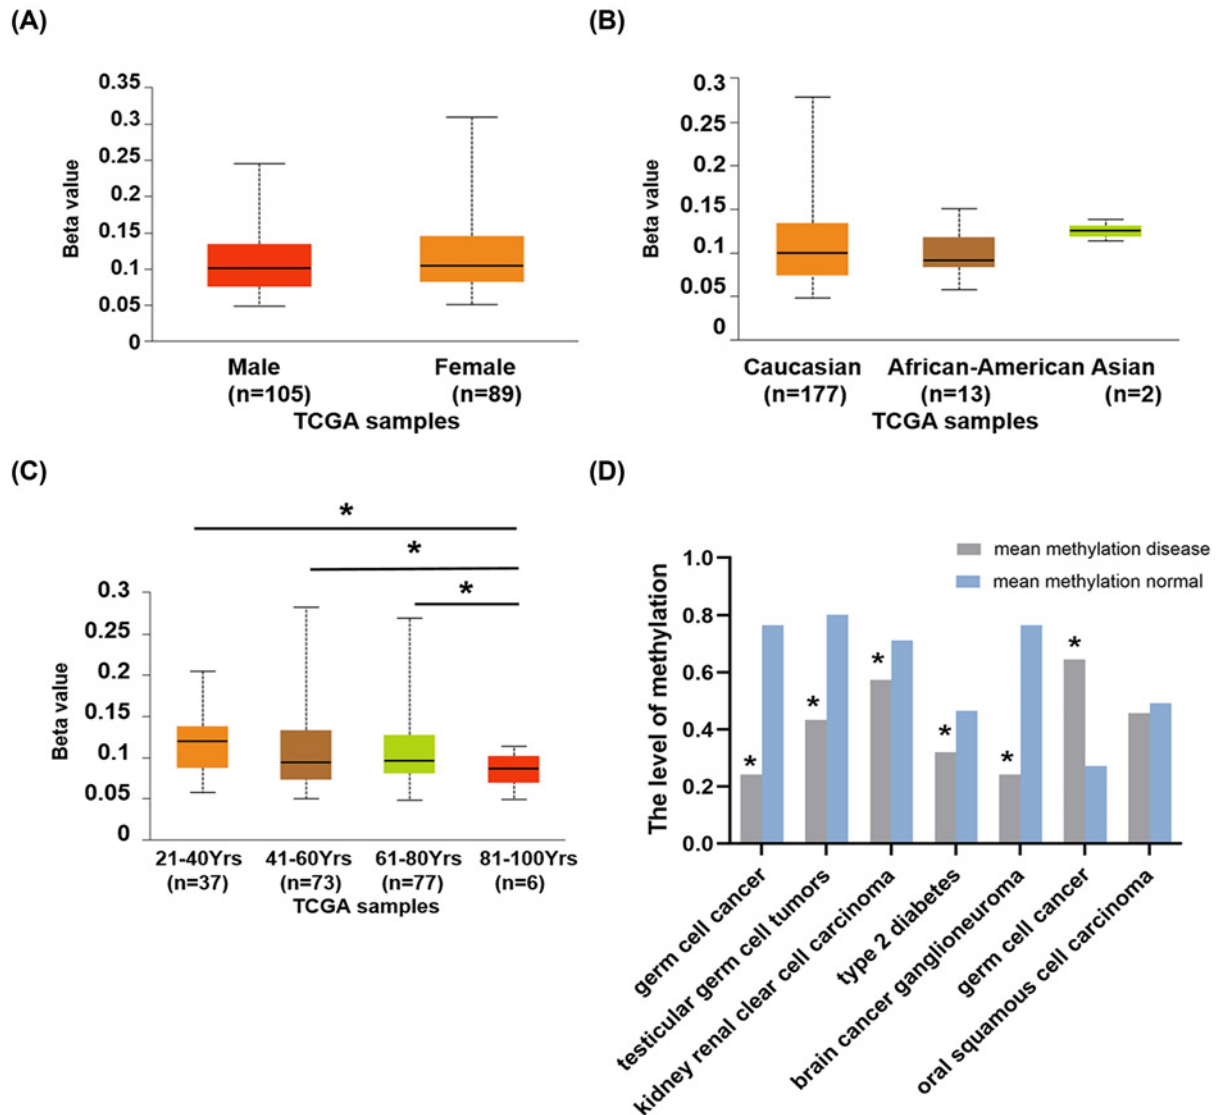 (A)
0.35
0.3
0.25
0.2
0.15
0.1
0.05
0
Beta value
Male
(n=105)
Female
(n=89)
TCGA samples
(B)
0.3
0.25
0.2
0.15
0.1
0.05
0
Beta value
Caucasian
(n=177)
African-American
(n=13)
Asian
(n=2)
TCGA samples
(C)
*
*
*
0.3
0.25
0.2
0.15
0.1
0.05
0
Beta value
21-40Yrs
(n=37)
41-60Yrs
(n=73)
61-80Yrs
(n=77)
81-100Yrs
(n=6)
TCGA samples
(D)
mean methylation disease
mean methylation normal
1.0
0.8
0.6
0.4
0.2
0.0
The level of methylation
*
*
*
*
*
*
germ cell cancer
testicular germ cell tumors
kidney renal clear cell carcinoma
type 2 diabetes
brain cancer ganglioneuroma
germ cell cancer
oral squamous cell carcinoma